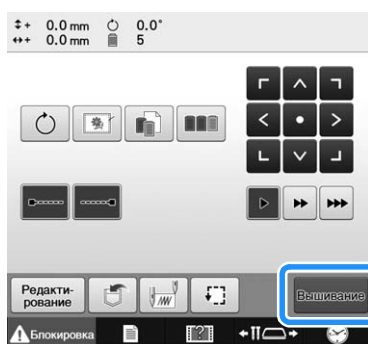 + 0.0 mm 0.0°
+ 0.0 mm 5
Редакти-
рование
Вышивание
Блокировка